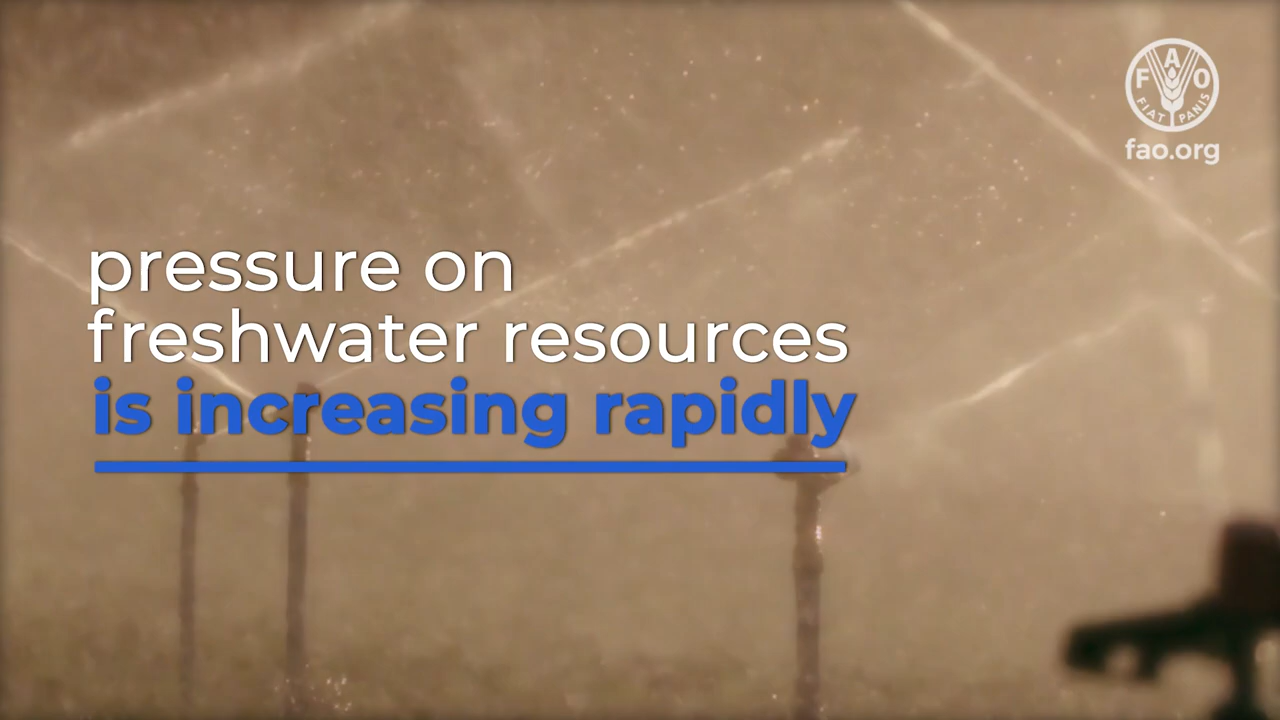 FAO
FIAT PANIS
fao.org
pressure on
freshwater resources
is increasing rapidly